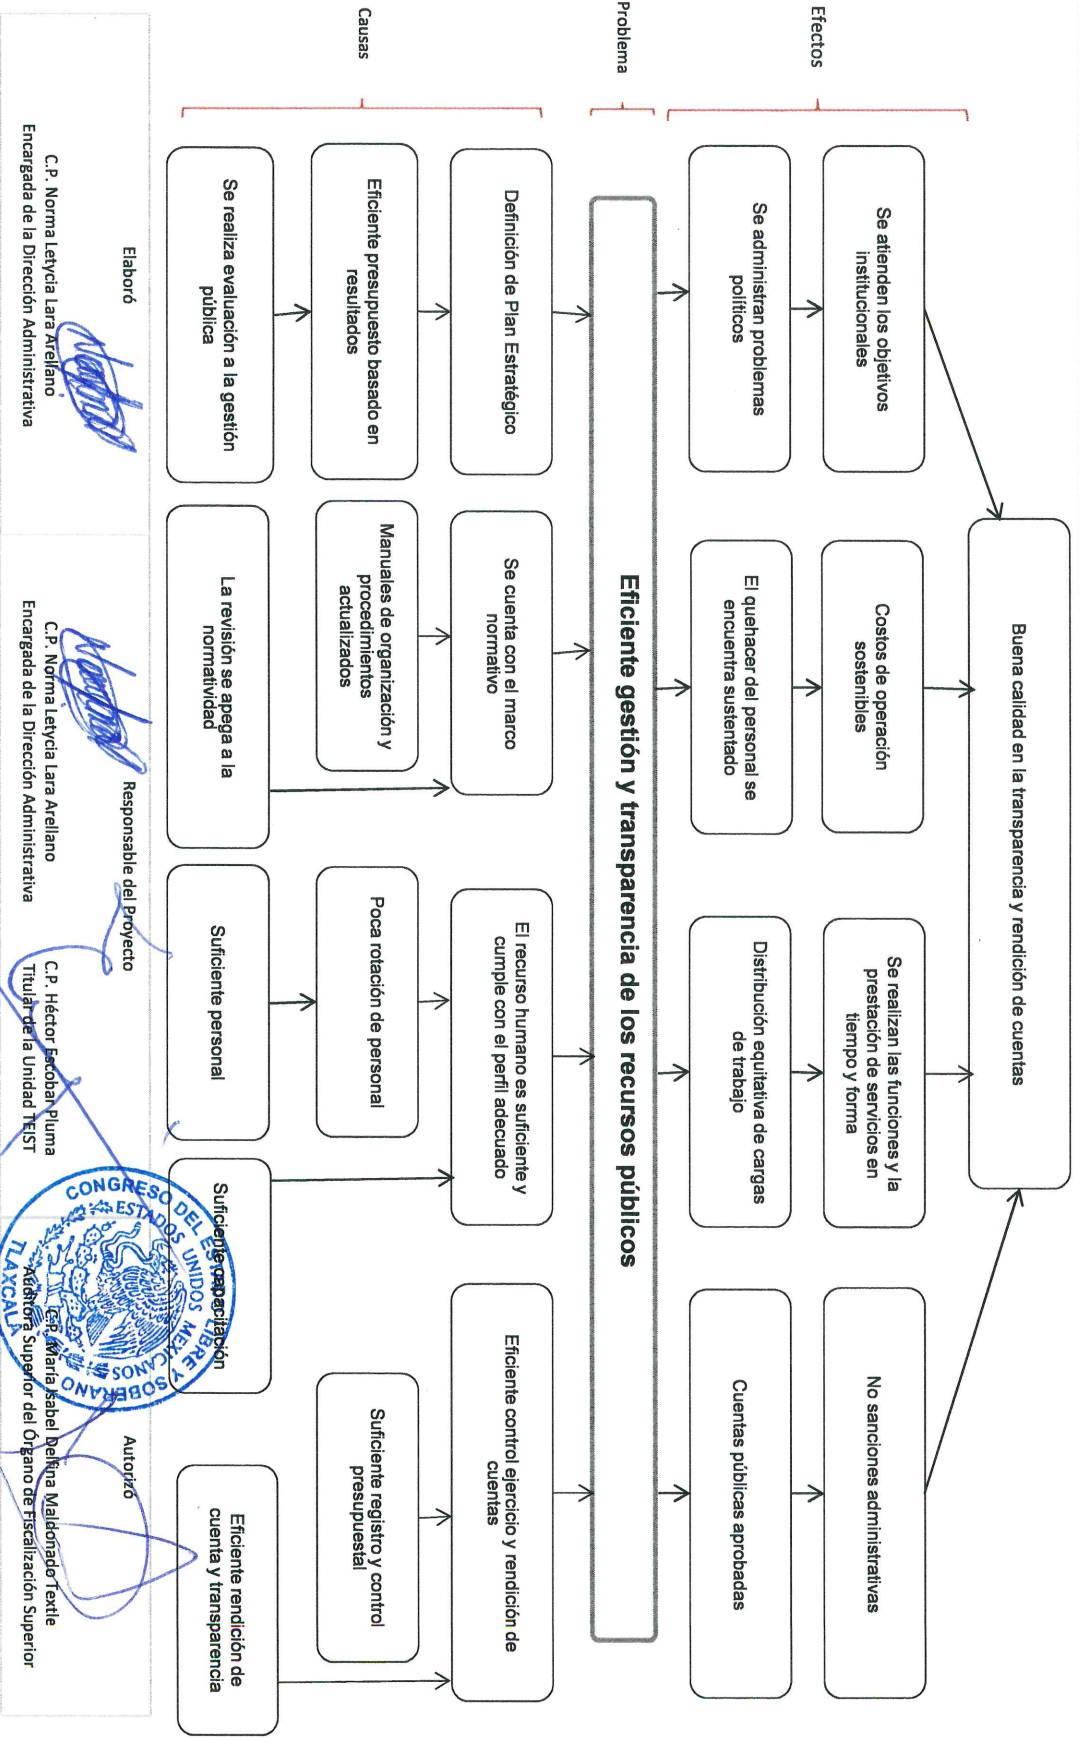 Buena calidad en la transparencia y rendición de cuentas
Efectos
Se atienden los objetivos
institucionales
Costos de operación
sostenibles
Se realizan las funciones y la
prestación de servicios en
tiempo y forma
No sanciones administrativas
Se administran problemas
políticos
El quehacer del personal se
encuentra sustentado
Distribución equitativa de cargas
de trabajo
Cuentas públicas aprobadas
Problema
Eficiente gestión y transparencia de los recursos públicos
Causas
Definición de Plan Estratégico
Se cuenta con el marco
normativo
El recurso humano es suficiente y
cumple con el perfil adecuado
Eficiente control ejercicio y rendición de
cuentas
Eficiente presupuesto basado en
resultados
Manuales de organización y
procedimientos
actualizados
Poca rotación de personal
Suficiente registro y control
presupuestal
Se realiza evaluación a la gestión
pública
La revisión se apega a la
normatividad
Suficiente personal
Suficiente capacitación
Eficiente rendición de
cuenta y transparencia
Elaboró
C.P. Norma Letycia Lara Arellano
Encargada de la Dirección Administrativa
Responsable del Proyecto
C.P. Norma Letycia Lara Arellano
Encargada de la Dirección Administrativa
C.P. Héctor Escobar Pluma
Titular de la Unidad TEIST
Autorizó
C.P. María Isabel Delfina Maldonado Textle
Auditora Superior del Órgano de Fiscalización Superior
CONGRESO DEL ESTADO LIBRE Y SOBERANO
TLAXCALA
ESTADOS UNIDOS MEXICANOS